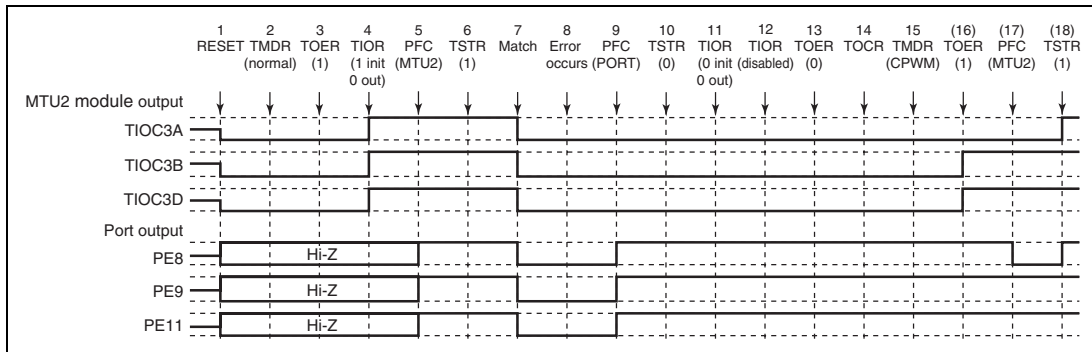 1 2 3 4 5 6 7 8 9 10 11 12 13 14 15 (16) (17) (18)
RESET TMDR TOER TIOR PFC TSTR Match Error PFC TSTR TIOR TIOR TOER TOCR TMDR TOER PFC TSTR
(normal) (1) (1 init (MTU2) (1) occurs (PORT) (0) (0 init (disabled) (0) (CPWM) (1) (MTU2) (1)
0 out) 0 out)
MTU2 module output
TIOC3A
TIOC3B
TIOC3D
Port output
PE8 Hi-Z
PE9 Hi-Z
PE11 Hi-Z